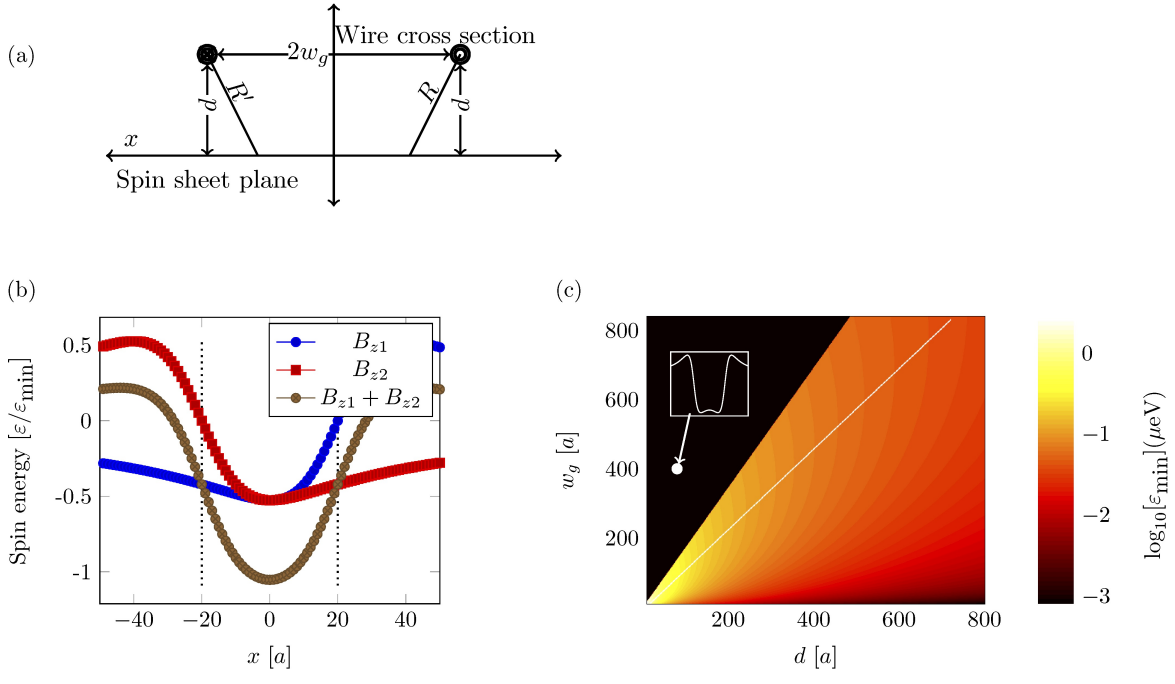 (a)
Wire cross section
2w_g
R′
R
d
d
x
Spin sheet plane
(b)
Spin energy [ε/ε_min]
0.5
0
-0.5
-1
B_z1
B_z2
B_z1 + B_z2
−40
−20
0
20
40
x [a]
(c)
w_g [a]
800
600
400
200
200
400
600
800
d [a]
0
−1
−2
−3
log₁₀[ε_min](μeV)